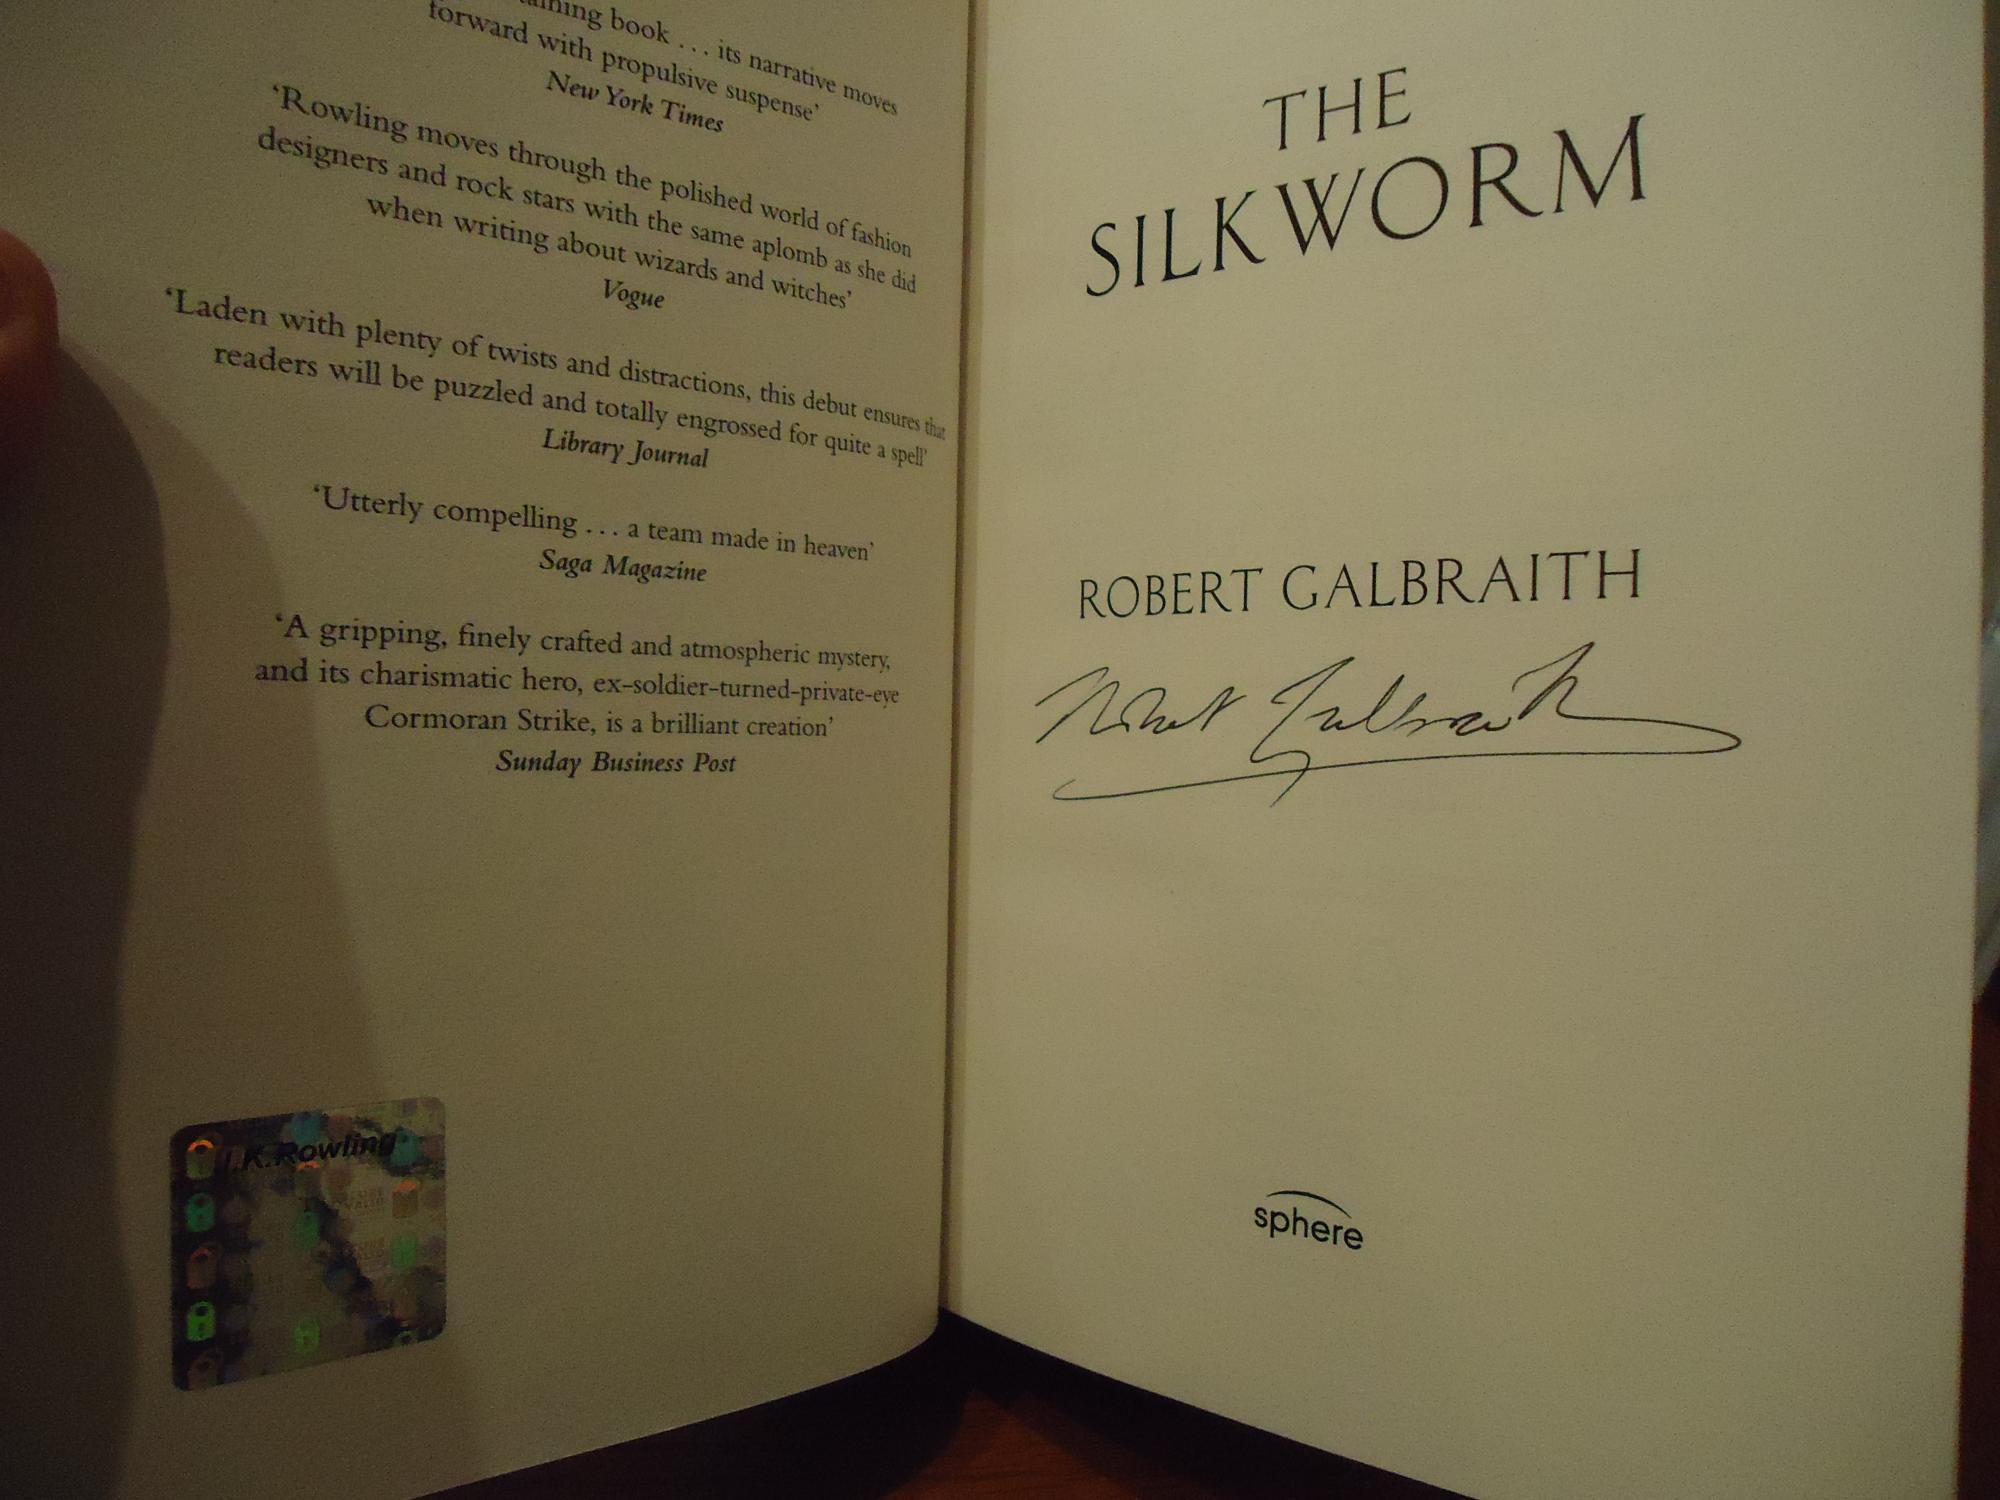 book . . . its narrative moves
forward with propulsive suspense’
New York Times
‘Rowling moves through the polished world of fashion
designers and rock stars with the same aplomb as she did
when writing about wizards and witches’
Vogue
‘Laden with plenty of twists and distractions, this debut ensures that
readers will be puzzled and totally engrossed for quite a spell’
Library Journal
‘Utterly compelling . . . a team made in heaven’
Saga Magazine
‘A gripping, finely crafted and atmospheric mystery,
and its charismatic hero, ex-soldier-turned-private-eye
Cormoran Strike, is a brilliant creation’
Sunday Business Post
J.K.Rowling
THE
SILKWORM
ROBERT GALBRAITH
Robert Galbraith
sphere